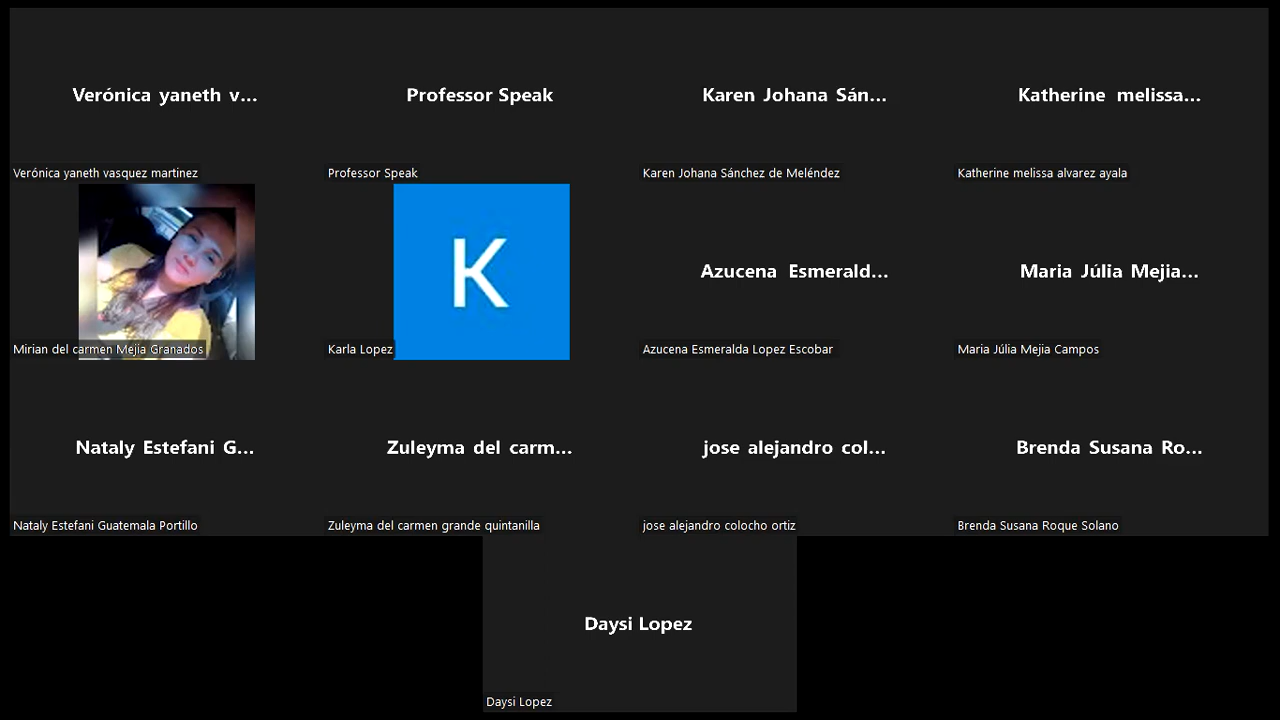 Verónica yaneth v...
Professor Speak
Karen Johana Sán...
Katherine melissa...
Verónica yaneth vasquez martinez
Professor Speak
Karen Johana Sánchez de Meléndez
Katherine melissa alvarez ayala
K
Azucena Esmerald...
Maria Júlia Mejia...
Mirian del carmen Mejia Granados
Karla Lopez
Azucena Esmeralda Lopez Escobar
Maria Júlia Mejia Campos
Nataly Estefani G...
Zuleyma del carm...
jose alejandro col...
Brenda Susana Ro...
Nataly Estefani Guatemala Portillo
Zuleyma del carmen grande quintanilla
jose alejandro colocho ortiz
Brenda Susana Roque Solano
Daysi Lopez
Daysi Lopez